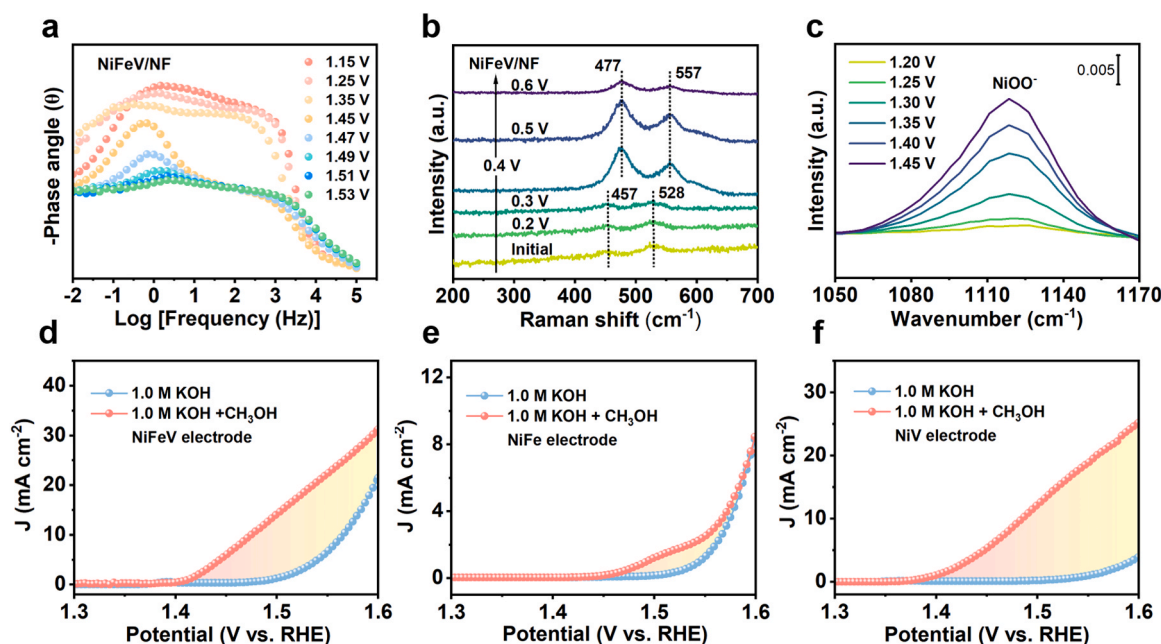 a
NiFeV/NF
1.15 V
1.25 V
1.35 V
1.45 V
1.47 V
1.49 V
1.51 V
1.53 V
-Phase angle (θ)
-2 -1 0 1 2 3 4 5
Log [Frequency (Hz)]
b
NiFeV/NF
477
557
0.6 V
0.5 V
0.4 V
457
528
0.3 V
0.2 V
Initial
Intensity (a.u.)
200 300 400 500 600 700
Raman shift (cm⁻¹)
c
1.20 V
1.25 V
1.30 V
1.35 V
1.40 V
1.45 V
NiOO⁻
0.005
Intensity (a.u.)
1050 1080 1110 1140 1170
Wavenumber (cm⁻¹)
d
1.0 M KOH
1.0 M KOH +CH₃OH
NiFeV electrode
J (mA cm⁻²)
40
30
20
10
0
1.3 1.4 1.5 1.6
Potential (V vs. RHE)
e
1.0 M KOH
1.0 M KOH + CH₃OH
NiFe electrode
J (mA cm⁻²)
12
8
4
0
1.3 1.4 1.5 1.6
Potential (V vs. RHE)
f
1.0 M KOH
1.0 M KOH + CH₃OH
NiV electrode
J (mA cm⁻²)
30
20
10
0
1.3 1.4 1.5 1.6
Potential (V vs. RHE)